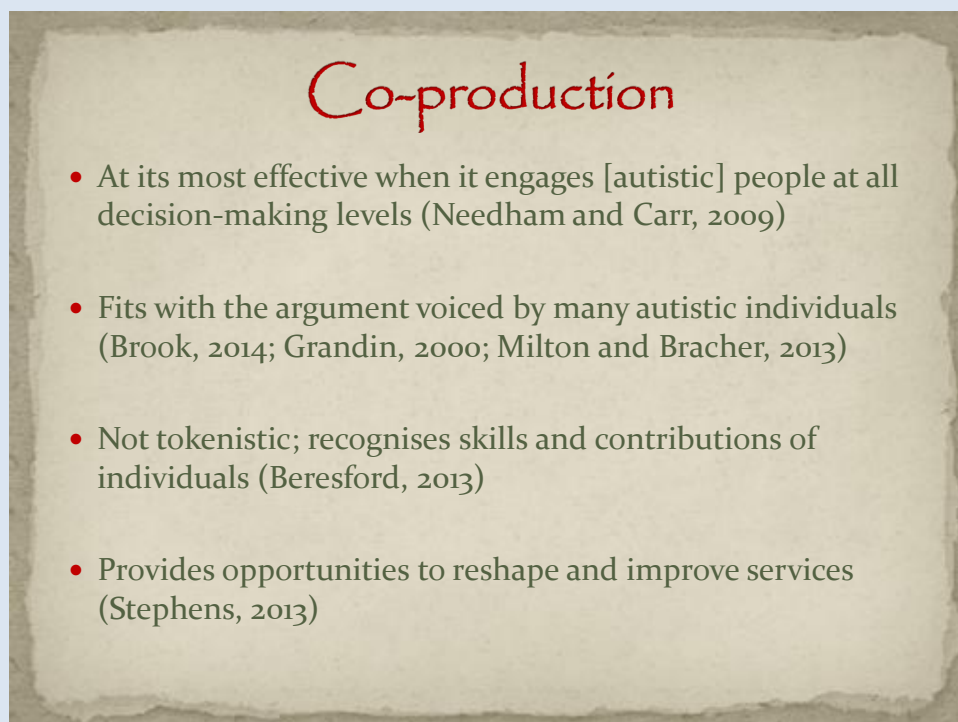 Co-production
• At its most effective when it engages [autistic] people at all
decision-making levels (Needham and Carr, 2009)
• Fits with the argument voiced by many autistic individuals
(Brook, 2014; Grandin, 2000; Milton and Bracher, 2013)
• Not tokenistic; recognises skills and contributions of
individuals (Beresford, 2013)
• Provides opportunities to reshape and improve services
(Stephens, 2013)